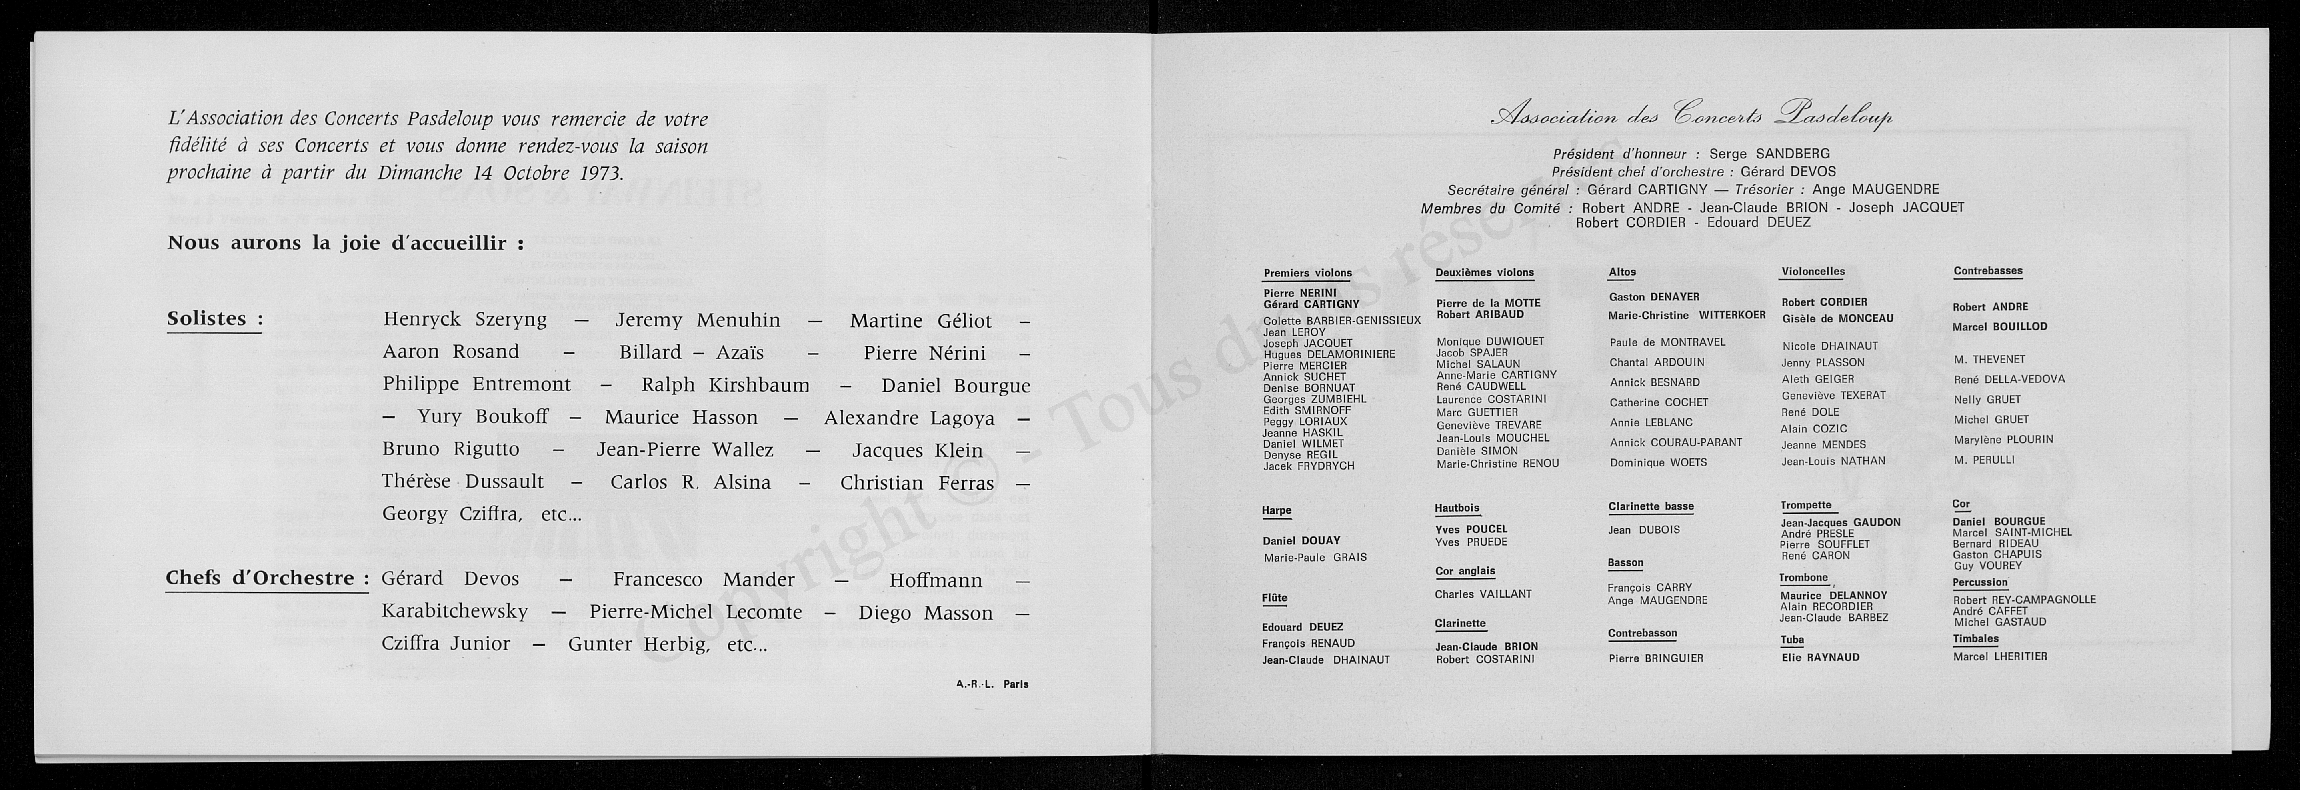 L'Association des Concerts Pasdeloup vous remercie de votre
fidélité à ses Concerts et vous donne rendez-vous la saison
prochaine à partir du Dimanche 14 Octobre 1973.
Nous aurons la joie d'accueillir :
Solistes : Henryck Szeryng — Jeremy Menuhin — Martine Géliot —
Aaron Rosand — Billard – Azaïs — Pierre Nérini —
Philippe Entremont — Ralph Kirshbaum — Daniel Bourgue
— Yury Boukoff — Maurice Hasson — Alexandre Lagoya —
Bruno Rigutto — Jean-Pierre Wallez — Jacques Klein —
Thérèse Dussault — Carlos R. Alsina — Christian Ferras —
Georgy Cziffra, etc...
Chefs d'Orchestre : Gérard Devos — Francesco Mander — Hoffmann —
Karabitchewsky — Pierre-Michel Lecomte — Diego Masson —
Cziffra Junior — Gunter Herbig, etc...
A.-R.-L. Paris
Association des Concerts Pasdeloup
Président d'honneur : Serge SANDBERG
Président chef d'orchestre : Gérard DEVOS
Secrétaire général : Gérard CARTIGNY — Trésorier : Ange MAUGENDRE
Membres du Comité : Robert ANDRE - Jean-Claude BRION - Joseph JACQUET
Robert CORDIER - Edouard DEUEZ
Premiers violons
Pierre NERINI
Gérard CARTIGNY
Colette BARBIER-GENISSIEUX
Jean LEROY
Joseph JACQUET
Hugues DELAMORINIERE
Pierre MERCIER
Annick SUCHET
Denise BORNUAT
Georges ZUMBIEHL
Edith SMIRNOFF
Peggy LORIAUX
Jeanne HASKIL
Daniel WILMET
Denyse REGIL
Jacek FRYDRYCH
Deuxièmes violons
Pierre de la MOTTE
Robert ARIBAUD
Monique DUWIQUET
Jacob SPAJER
Michel SALAUN
Anne-Marie CARTIGNY
René CAUDWELL
Laurence COSTARINI
Marc GUETTIER
Geneviève TREVARE
Jean-Louis MOUCHEL
Danièle SIMON
Marie-Christine RENOU
Altos
Gaston DENAYER
Marie-Christine WITTERKOER
Paule de MONTRAVEL
Chantal ARDOUIN
Annick BESNARD
Catherine COCHET
Annie LEBLANC
Annick COURAU-PARANT
Dominique WOETS
Violoncelles
Robert CORDIER
Gisèle de MONCEAU
Nicole DHAINAUT
Jenny PLASSON
Aleth GEIGER
Geneviève TEXERAT
René DOLE
Alain COZIC
Jeanne MENDES
Jean-Louis NATHAN
Contrebasses
Robert ANDRE
Marcel BOUILLOD
M. THEVENET
René DELLA-VEDOVA
Nelly GRUET
Michel GRUET
Marylène PLOURIN
M. PERULLI
Harpe
Daniel DOUAY
Marie-Paule GRAIS
Flûte
Edouard DEUEZ
François RENAUD
Jean-Claude DHAINAUT
Hautbois
Yves POUCEL
Yves PRUEDE
Cor anglais
Charles VAILLANT
Clarinette
Jean-Claude BRION
Robert COSTARINI
Clarinette basse
Jean DUBOIS
Basson
François CARRY
Ange MAUGENDRE
Contrebasson
Pierre BRINGUIER
Trompette
Jean-Jacques GAUDON
André PRESLE
Pierre SOUFFLET
René CARON
Trombone
Maurice DELANNOY
Alain RECORDIER
Jean-Claude BARBEZ
Tuba
Elie RAYNAUD
Cor
Daniel BOURGUE
Marcel SAINT-MICHEL
Bernard RIDEAU
Gaston CHAPUIS
Guy VOUREY
Percussion
Robert REY-CAMPAGNOLLE
André CAFFET
Michel GASTAUD
Timbales
Marcel LHERITIER
Copyright © - Tous droits réservés